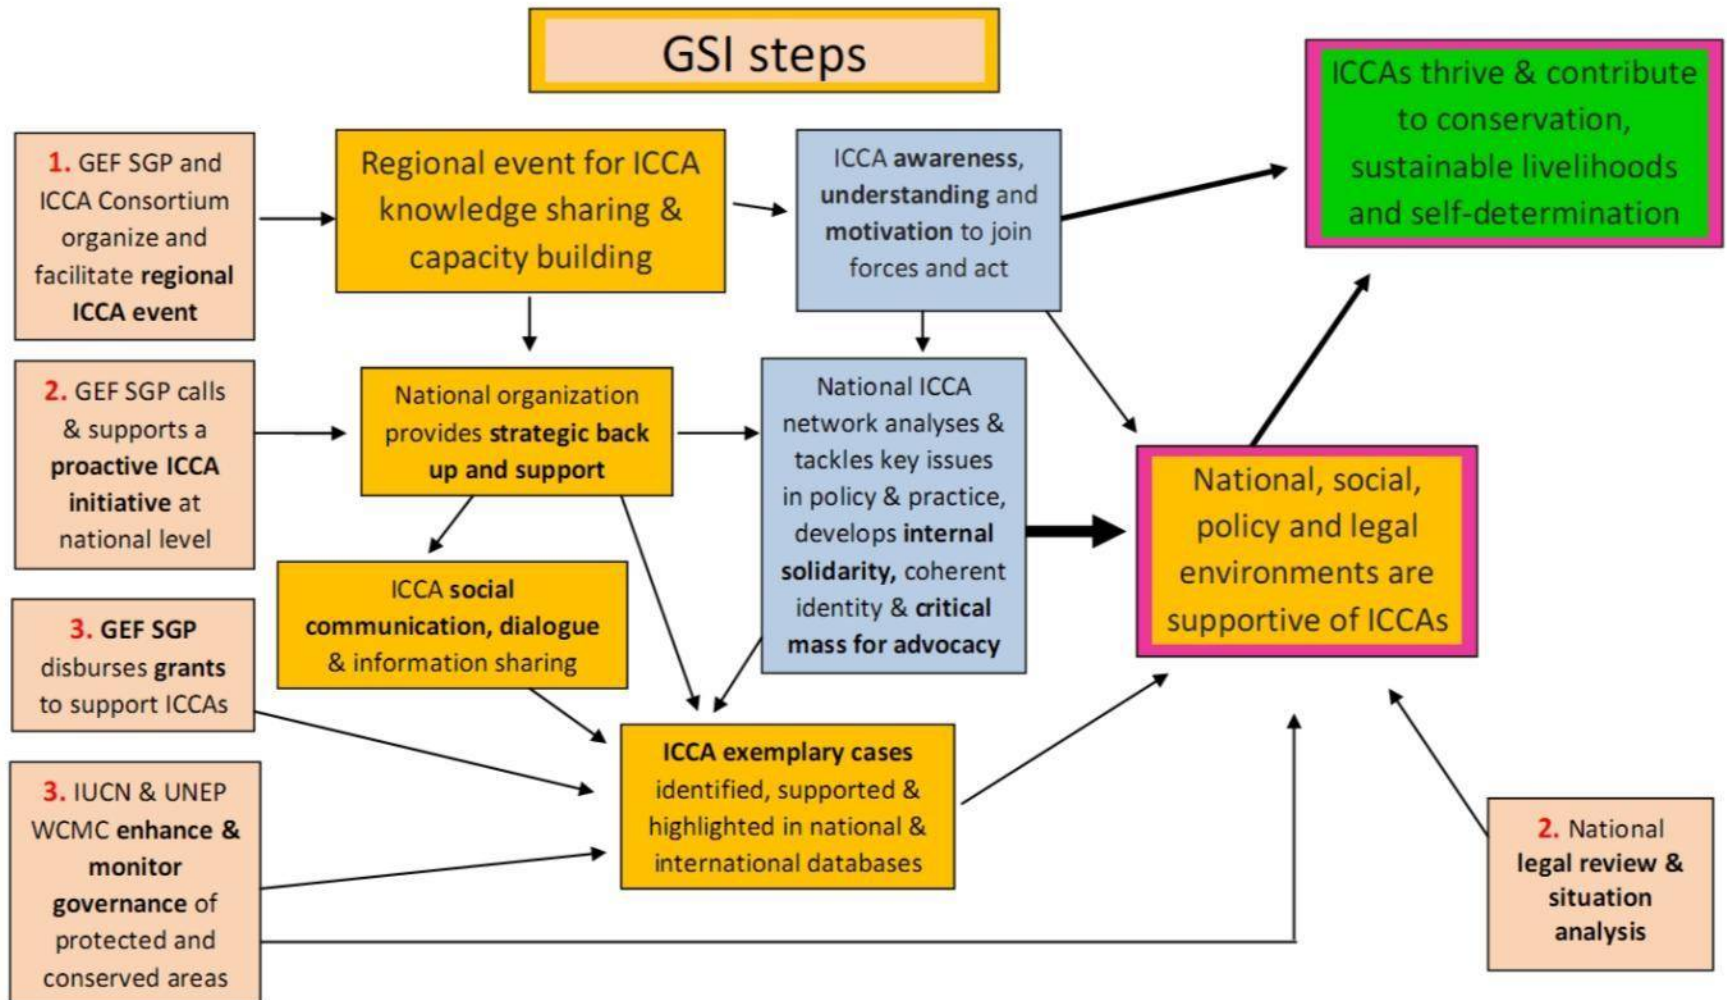 GSI steps
1. GEF SGP and
ICCA Consortium
organize and
facilitate regional
ICCA event
Regional event for ICCA
knowledge sharing &
capacity building
ICCA awareness,
understanding and
motivation to join
forces and act
ICCAs thrive & contribute
to conservation,
sustainable livelihoods
and self-determination
2. GEF SGP calls
& supports a
proactive ICCA
initiative at
national level
National organization
provides strategic back
up and support
National ICCA
network analyses &
tackles key issues
in policy & practice,
develops internal
solidarity, coherent
identity & critical
mass for advocacy
National, social,
policy and legal
environments are
supportive of ICCAs
ICCA social
communication, dialogue
& information sharing
3. GEF SGP
disburses grants
to support ICCAs
ICCA exemplary cases
identified, supported &
highlighted in national &
international databases
3. IUCN & UNEP
WCMC enhance &
monitor
governance of
protected and
conserved areas
2. National
legal review &
situation
analysis